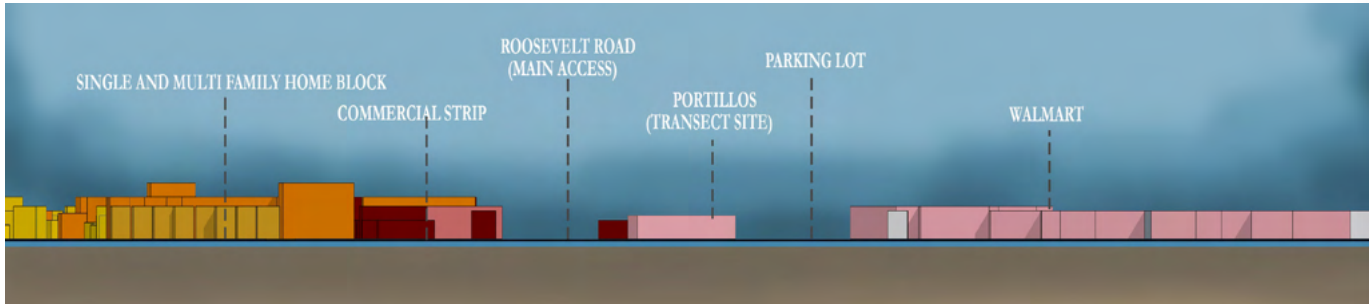 SINGLE AND MULTI FAMILY HOME BLOCK
COMMERCIAL STRIP
ROOSEVELT ROAD
(MAIN ACCESS)
PORTILLOS
(TRANSECT SITE)
PARKING LOT
WALMART